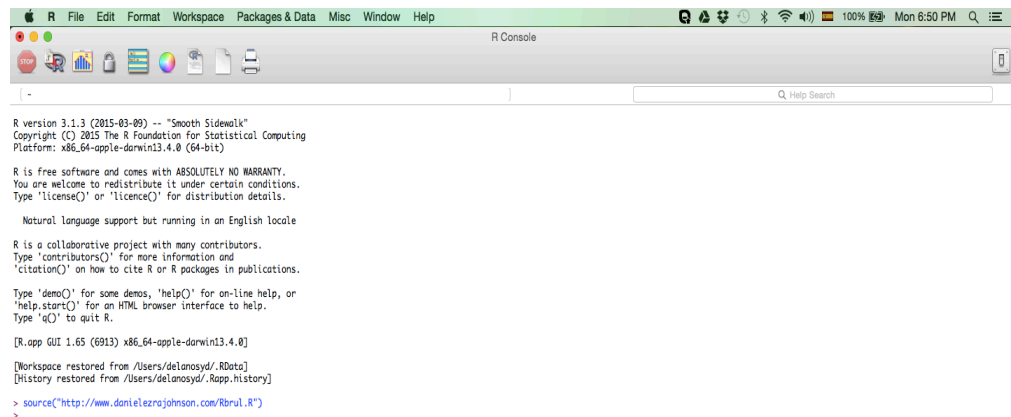 R File Edit Format Workspace Packages & Data Misc Window Help 100% Mon 6:50 PM
R Console
STOP
Help Search
R version 3.1.3 (2015-03-09) -- "Smooth Sidewalk"
Copyright (C) 2015 The R Foundation for Statistical Computing
Platform: x86_64-apple-darwin13.4.0 (64-bit)
R is free software and comes with ABSOLUTELY NO WARRANTY.
You are welcome to redistribute it under certain conditions.
Type 'license()' or 'licence()' for distribution details.
Natural language support but running in an English locale
R is a collaborative project with many contributors.
Type 'contributors()' for more information and
'citation()' on how to cite R or R packages in publications.
Type 'demo()' for some demos, 'help()' for on-line help, or
'help.start()' for an HTML browser interface to help.
Type 'q()' to quit R.
[R.app GUI 1.65 (6913) x86_64-apple-darwin13.4.0]
[Workspace restored from /Users/delanosyd/.RData]
[History restored from /Users/delanosyd/.Rapp.history]
> source("http://www.danielezrajohnson.com/Rbrul.R")
>